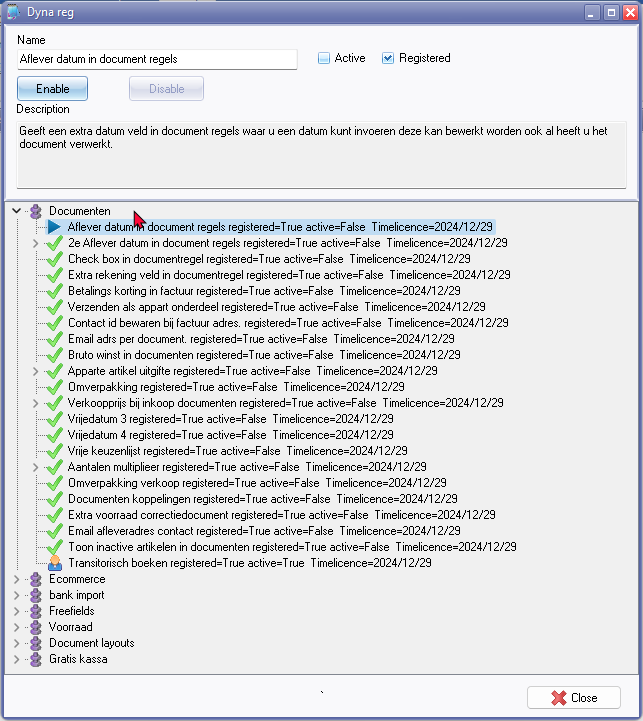 Dyna reg
Name
Aflever datum in document regels
Active
Registered
Enable
Disable
Description
Geeft een extra datum veld in document regels waar u een datum kunt invoeren deze kan bewerkt worden ook al heeft u het
document verwerkt.
Documenten
Aflever datum in document regels registered=True active=False Timelicence=2024/12/29
2e Aflever datum in document regels registered=True active=False Timelicence=2024/12/29
Check box in documentregel registered=True active=False Timelicence=2024/12/29
Extra rekening veld in documentregel registered=True active=False Timelicence=2024/12/29
Betalings korting in factuur registered=True active=False Timelicence=2024/12/29
Verzenden als appart onderdeel registered=True active=False Timelicence=2024/12/29
Contact id bewaren bij factuur adres. registered=True active=False Timelicence=2024/12/29
Email adrs per document. registered=True active=False Timelicence=2024/12/29
Bruto winst in documenten registered=True active=False Timelicence=2024/12/29
Apparte artikel uitgifte registered=True active=False Timelicence=2024/12/29
Omverpakking registered=True active=False Timelicence=2024/12/29
Verkoopprijs bij inkoop documenten registered=True active=False Timelicence=2024/12/29
Vrijedatum 3 registered=True active=False Timelicence=2024/12/29
Vrijedatum 4 registered=True active=False Timelicence=2024/12/29
Vrije keuzenlijst registered=True active=False Timelicence=2024/12/29
Aantalen multiplieer registered=True active=False Timelicence=2024/12/29
Omverpakking verkoop registered=True active=False Timelicence=2024/12/29
Documenten koppelingen registered=True active=False Timelicence=2024/12/29
Extra voorraad correctiedocument registered=True active=False Timelicence=2024/12/29
Email afleveradres contact registered=True active=False Timelicence=2024/12/29
Toon inactive artikelen in documenten registered=True active=False Timelicence=2024/12/29
Transitorisch boeken registered=True active=True Timelicence=2024/12/29
Ecommerce
bank import
Freefields
Voorraad
Document layouts
Gratis kassa
Close